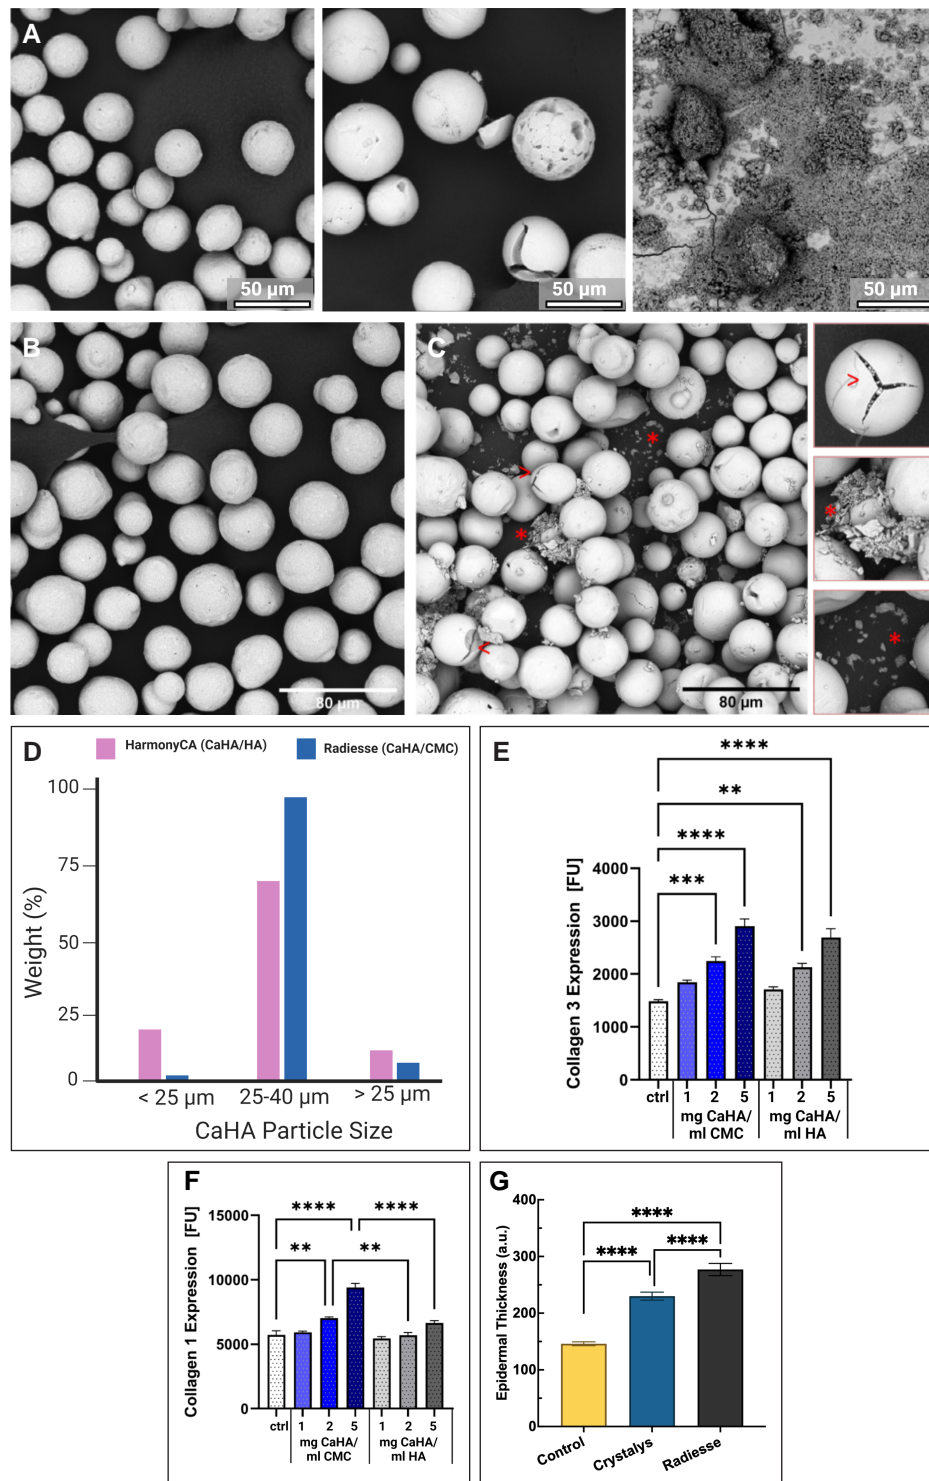 A
50 µm
50 µm
50 µm
B
80 µm
C
>
*
>
*
<
80 µm
>
*
*
D
HarmonyCA (CaHA/HA)
Radiesse (CaHA/CMC)
Weight (%)
100
75
50
25
0
< 25 µm
25-40 µm
> 25 µm
CaHA Particle Size
E
****
**
****
***
Collagen 3 Expression [FU]
4000
3000
2000
1000
0
ctrl 1 2 5 1 2 5
mg CaHA/
ml CMC
mg CaHA/
ml HA
F
**** ****
** **
Collagen 1 Expression [FU]
15000
10000
5000
0
ctrl 1 2 5 1 2 5
mg CaHA/
ml CMC
mg CaHA/
ml HA
G
****
**** ****
Epidermal Thickness (a.u.)
400
300
200
100
0
Control
Crystalys
Radiesse